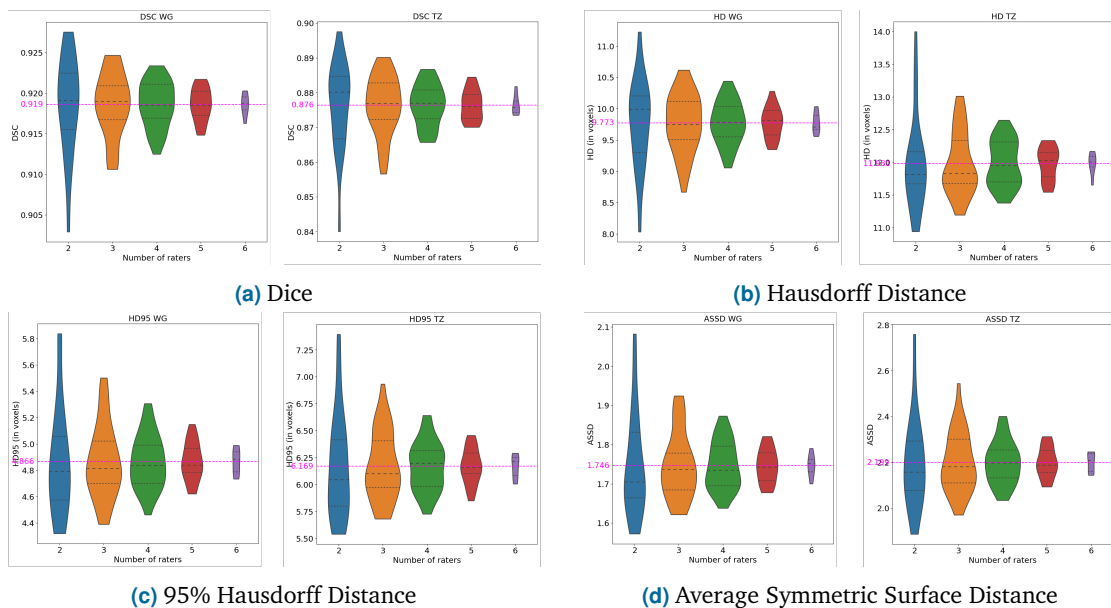 DSC WG
0.925
0.920
0.919
0.915
0.910
0.905
DSC
2 3 4 5 6
Number of raters
DSC TZ
0.90
0.89
0.88
0.876
0.87
0.86
0.85
0.84
DSC
2 3 4 5 6
Number of raters
(a) Dice
HD WG
11.0
10.5
10.0
9.773
9.5
9.0
8.5
8.0
HD (in voxels)
2 3 4 5 6
Number of raters
HD TZ
14.0
13.5
13.0
12.5
12.0
11.5
11.0
HD (in voxels)
2 3 4 5 6
Number of raters
(b) Hausdorff Distance
HD95 WG
5.8
5.6
5.4
5.2
5.0
4.8
4.6
4.4
HD95 (in voxels)
2 3 4 5 6
Number of raters
HD95 TZ
7.25
7.00
6.75
6.50
6.25
6.169
6.00
5.75
5.50
HD95 (in voxels)
2 3 4 5 6
Number of raters
(c) 95% Hausdorff Distance
ASSD WG
2.1
2.0
1.9
1.8
1.746
1.7
1.6
ASSD
2 3 4 5 6
Number of raters
ASSD TZ
2.8
2.6
2.4
2.2
2.0
ASSD
2 3 4 5 6
Number of raters
(d) Average Symmetric Surface Distance